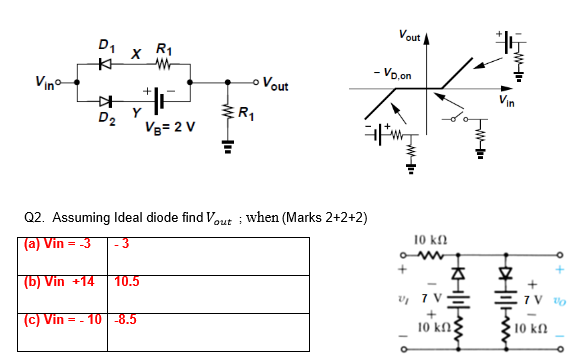 D1 X R1
Vin
Vout
Y
D2
VB= 2 V
R1
Vout
- VD,on
Vin
Q2. Assuming Ideal diode find Vout ; when (Marks 2+2+2)
(a) Vin = -3 - 3
(b) Vin +14 10.5
(c) Vin = - 10 -8.5
10 kΩ
+
+
−
+
vI 7 V
7 V vO
+
−
10 kΩ
10 kΩ
−
−